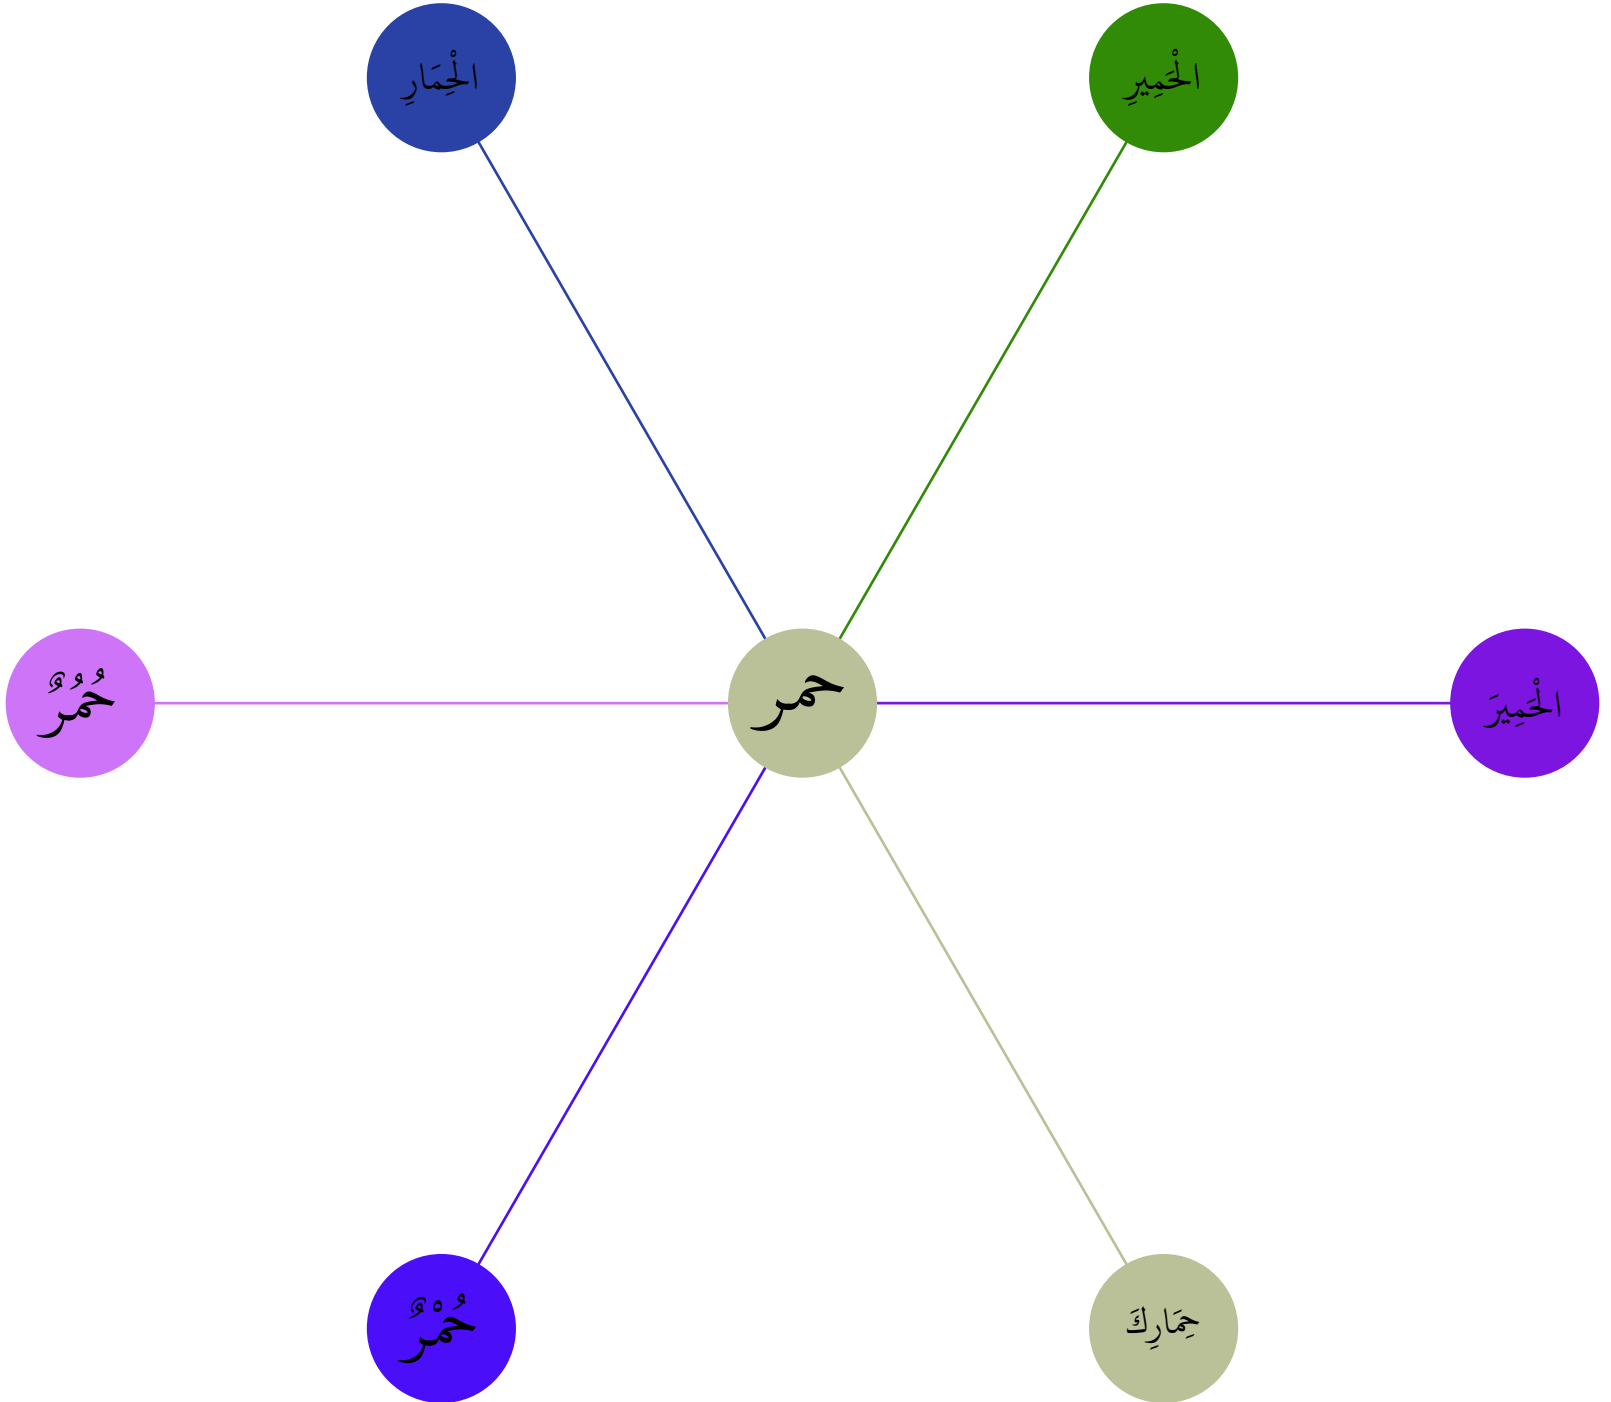 الْحِمَارِ
الْحَمِيرِ
حُمُرٌ
حمر
الْحَمِيرَ
حُمْرٌ
حِمَارِكَ